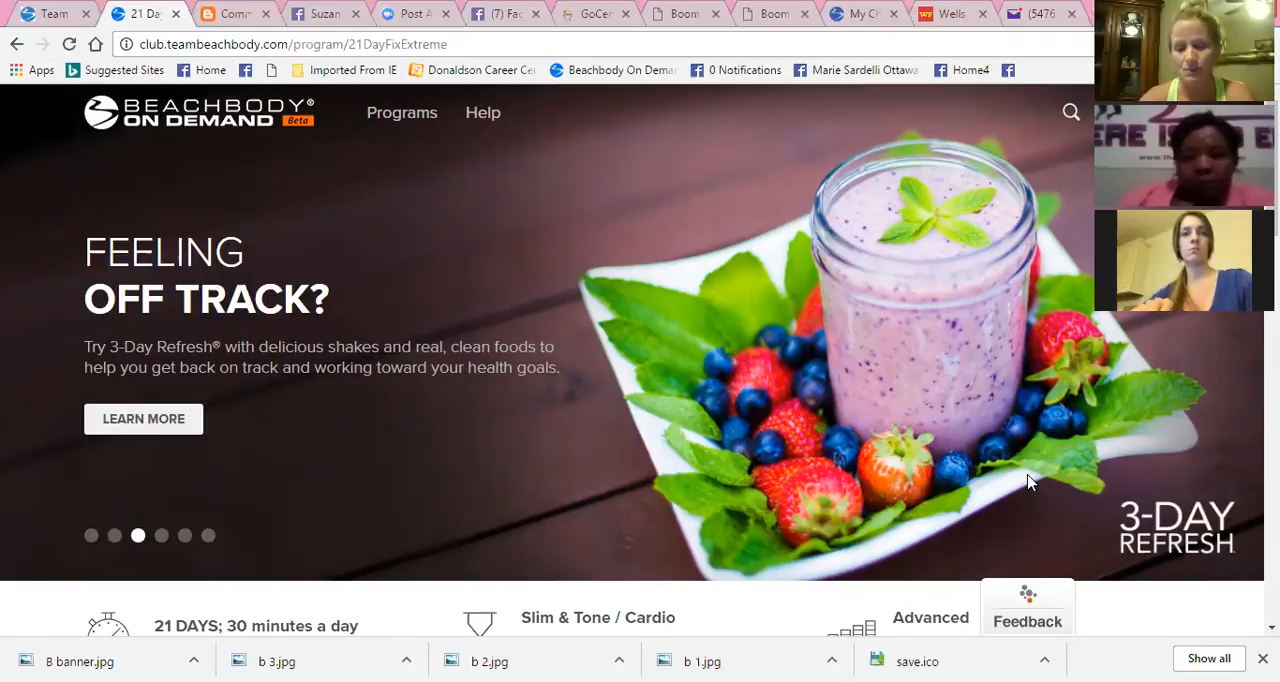 Team
21 Da
Comm
Suzan
Post A
(7) Fac
GoCen
Boom
Boom
My Ch
Wells
(5476
club.teambeachbody.com/program/21DayFixExtreme
Apps
Suggested Sites
Home
Imported From IE
Donaldson Career Ce
Beachbody On Dema
0 Notifications
Marie Sardelli Ottawa
Home4
BEACHBODY®
ON DEMAND Beta
Programs
Help
FEELING
OFF TRACK?
Try 3-Day Refresh® with delicious shakes and real, clean foods to
help you get back on track and working toward your health goals.
LEARN MORE
3-DAY
REFRESH
21 DAYS; 30 minutes a day
Slim & Tone / Cardio
Advanced
Feedback
B banner.jpg
b 3.jpg
b 2.jpg
b 1.jpg
save.ico
Show all